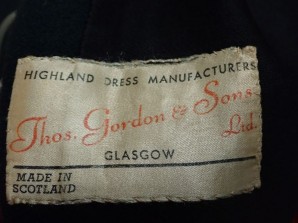 HIGHLAND DRESS MANUFACTURERS
Thos. Gordon & Sons
Ltd.
GLASGOW
MADE IN
SCOTLAND